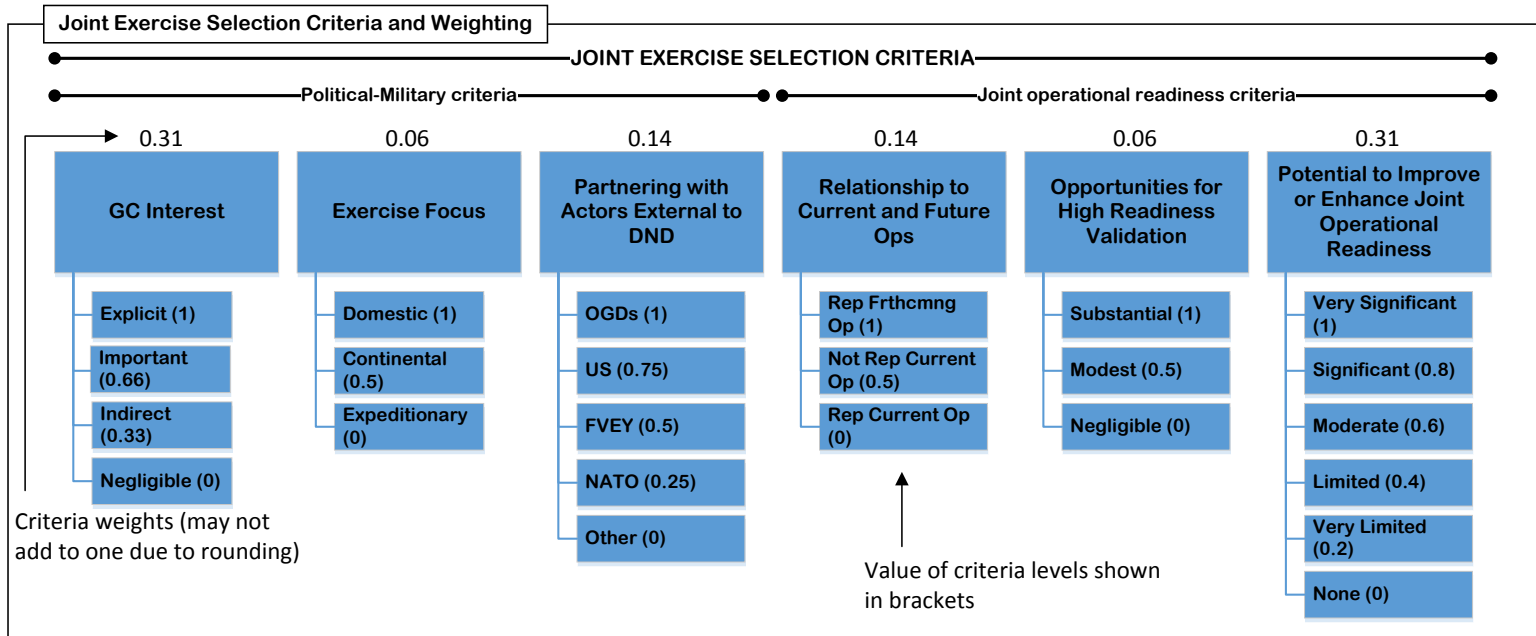 Joint Exercise Selection Criteria and Weighting
JOINT EXERCISE SELECTION CRITERIA
Political-Military criteria
Joint operational readiness criteria
0.31
GC Interest
Explicit (1)
Important
(0.66)
Indirect
(0.33)
Negligible (0)
0.06
Exercise Focus
Domestic (1)
Continental
(0.5)
Expeditionary
(0)
0.14
Partnering with
Actors External to
DND
OGDs (1)
US (0.75)
FVEY (0.5)
NATO (0.25)
Other (0)
0.14
Relationship to
Current and Future
Ops
Rep Frthcmng
Op (1)
Not Rep Current
Op (0.5)
Rep Current Op
(0)
0.06
Opportunities for
High Readiness
Validation
Substantial (1)
Modest (0.5)
Negligible (0)
0.31
Potential to Improve
or Enhance Joint
Operational
Readiness
Very Significant
(1)
Significant (0.8)
Moderate (0.6)
Limited (0.4)
Very Limited
(0.2)
None (0)
Criteria weights (may not
add to one due to rounding)
Value of criteria levels shown
in brackets